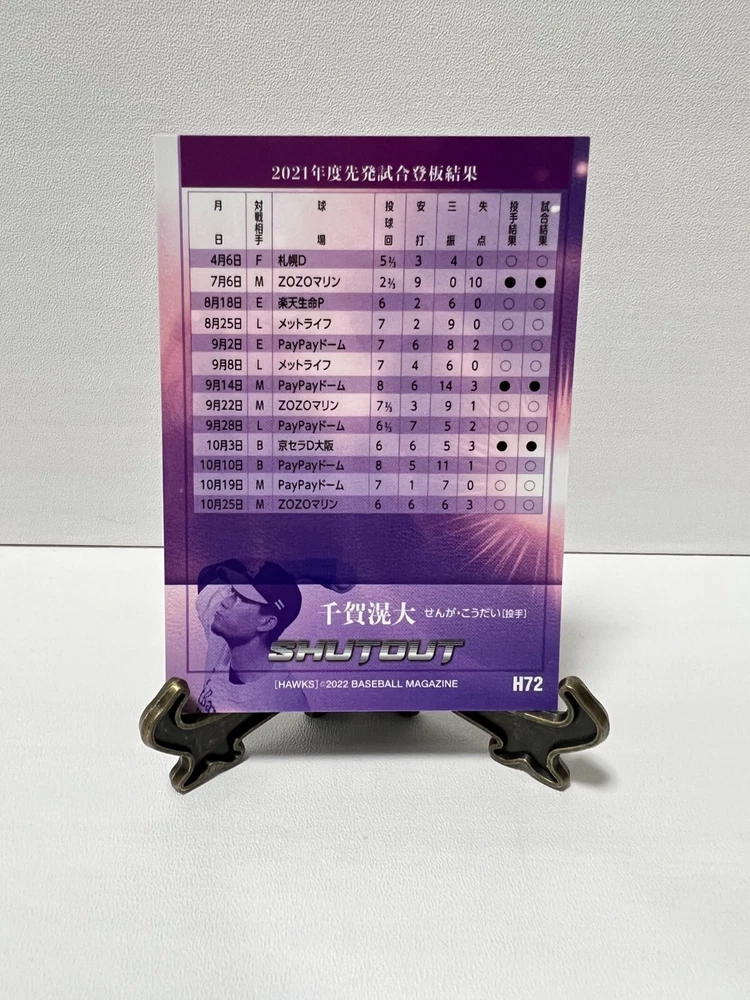 2021年度先発試合登板結果
月日 対戦相手 球場 投球回 安打 三振 失点 投手結果 試合結果
4月6日 F 札幌D 5⅔ 3 4 0 ○ ○
7月6日 M ZOZOマリン 2⅔ 9 0 10 ● ●
8月18日 E 楽天生命P 6 2 6 0 ○ ○
8月25日 L メットライフ 7 2 9 0 ○ ○
9月2日 E PayPayドーム 7 6 8 2 ○ ○
9月8日 L メットライフ 7 4 6 0 ○ ○
9月14日 M PayPayドーム 8 6 14 3 ● ●
9月22日 M ZOZOマリン 7⅔ 3 9 1 ○ ○
9月28日 L PayPayドーム 6⅓ 7 5 2 ○ ○
10月3日 B 京セラD大阪 6 6 5 3 ● ●
10月10日 B PayPayドーム 8 5 11 1 ○ ○
10月19日 M PayPayドーム 7 1 7 0 ○ ○
10月25日 M ZOZOマリン 6 6 6 3 ○ ○
千賀滉大 せんが・こうだい[投手]
SHUTOUT
[HAWKS]©2022 BASEBALL MAGAZINE H72